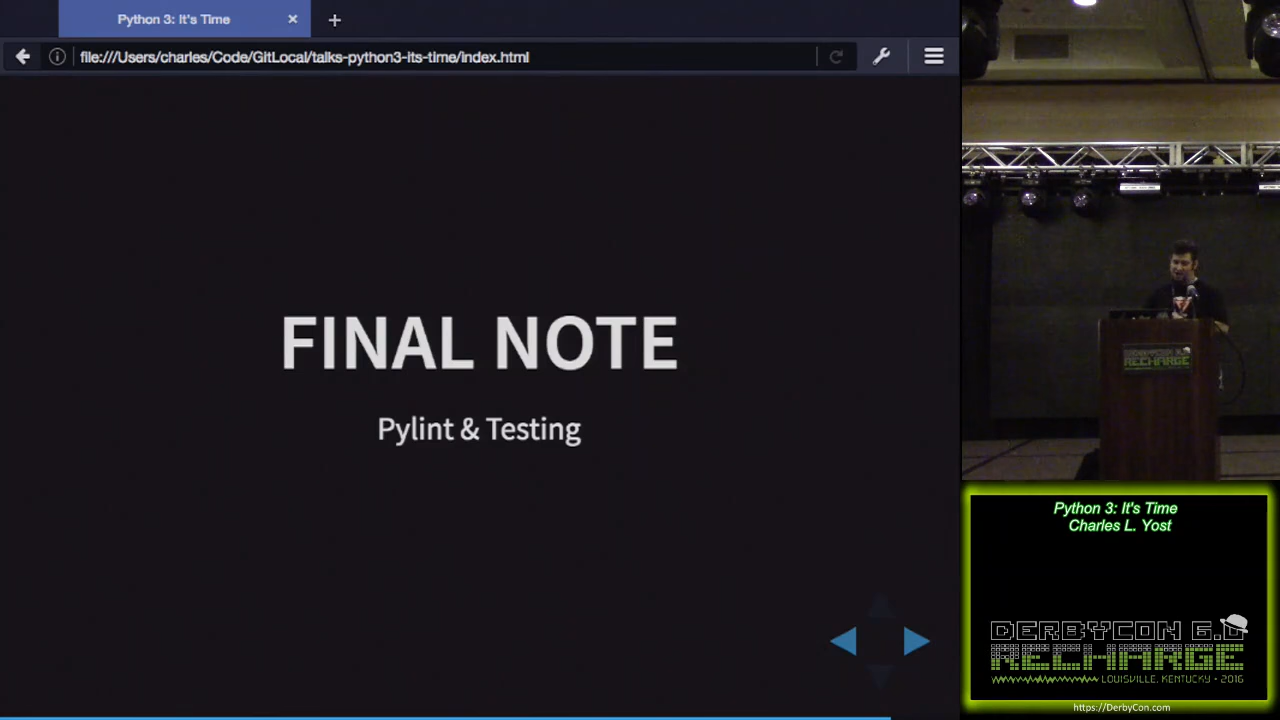 Python 3: It's Time
file:///Users/charles/Code/GitLocal/talks-python3-its-time/index.html
FINAL NOTE
Pylint & Testing
RECHARGE
Python 3: It's Time
Charles L. Yost
DERBYCON 6.0
RECHARGE
LOUISVILLE, KENTUCKY • 2016
https://DerbyCon.com